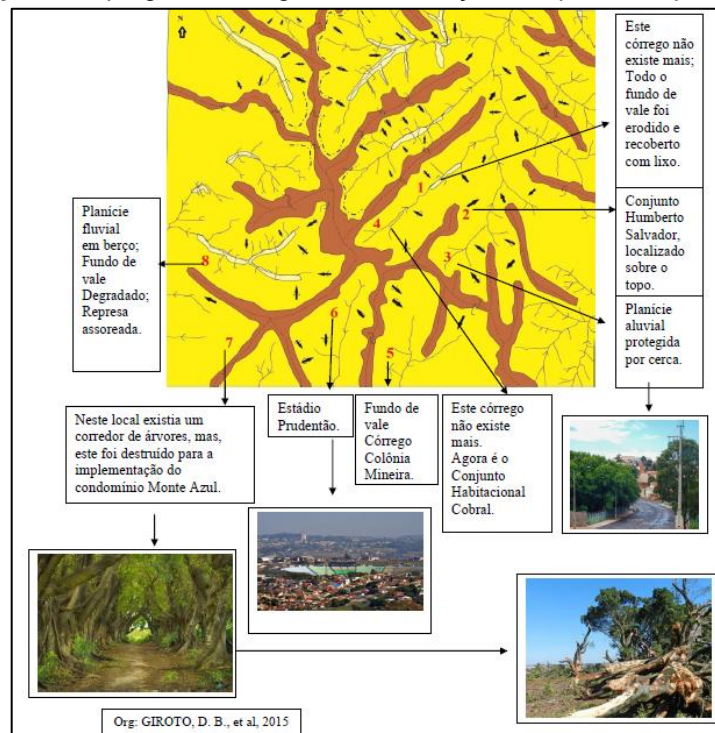 N
Este
córrego não
existe mais;
Todo o
fundo de
vale foi
erodido e
recoberto
com lixo.
1
2
3
4
5
6
7
8
Conjunto
Humberto
Salvador,
localizado
sobre o
topo.
Planície
fluvial
em berço;
Fundo de
vale
Degradado;
Represa
assoreada.
Planície
aluvial
protegida
por cerca.
Neste local existia um
corredor de árvores, mas,
este foi destruído para a
implementação do
condomínio Monte Azul.
Estádio
Prudentão.
Fundo de
vale
Córrego
Colônia
Mineira.
Este córrego
não existe
mais.
Agora é o
Conjunto
Habitacional
Cobral.
Org: GIROTO, D. B., et al, 2015